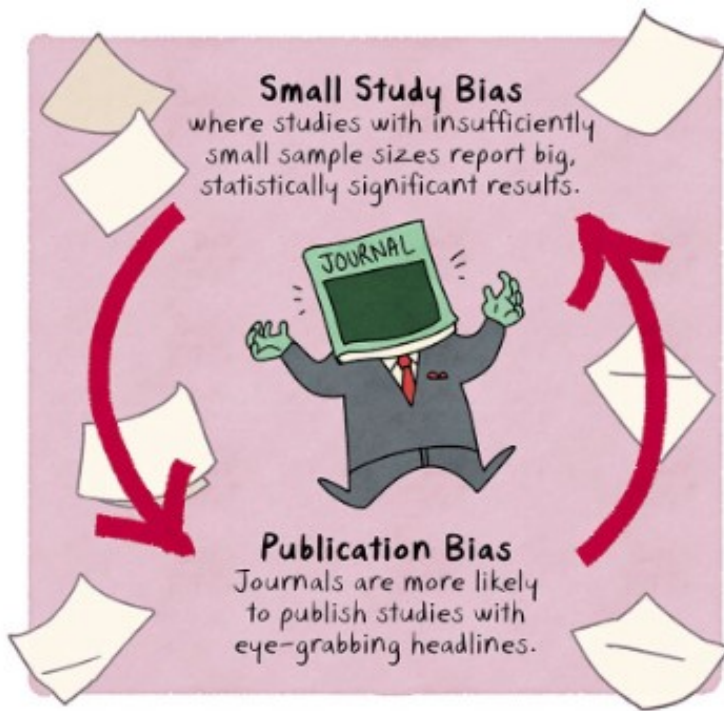 Small Study Bias
where studies with insufficiently
small sample sizes report big,
statistically significant results.
JOURNAL
Publication Bias
Journals are more likely
to publish studies with
eye-grabbing headlines.